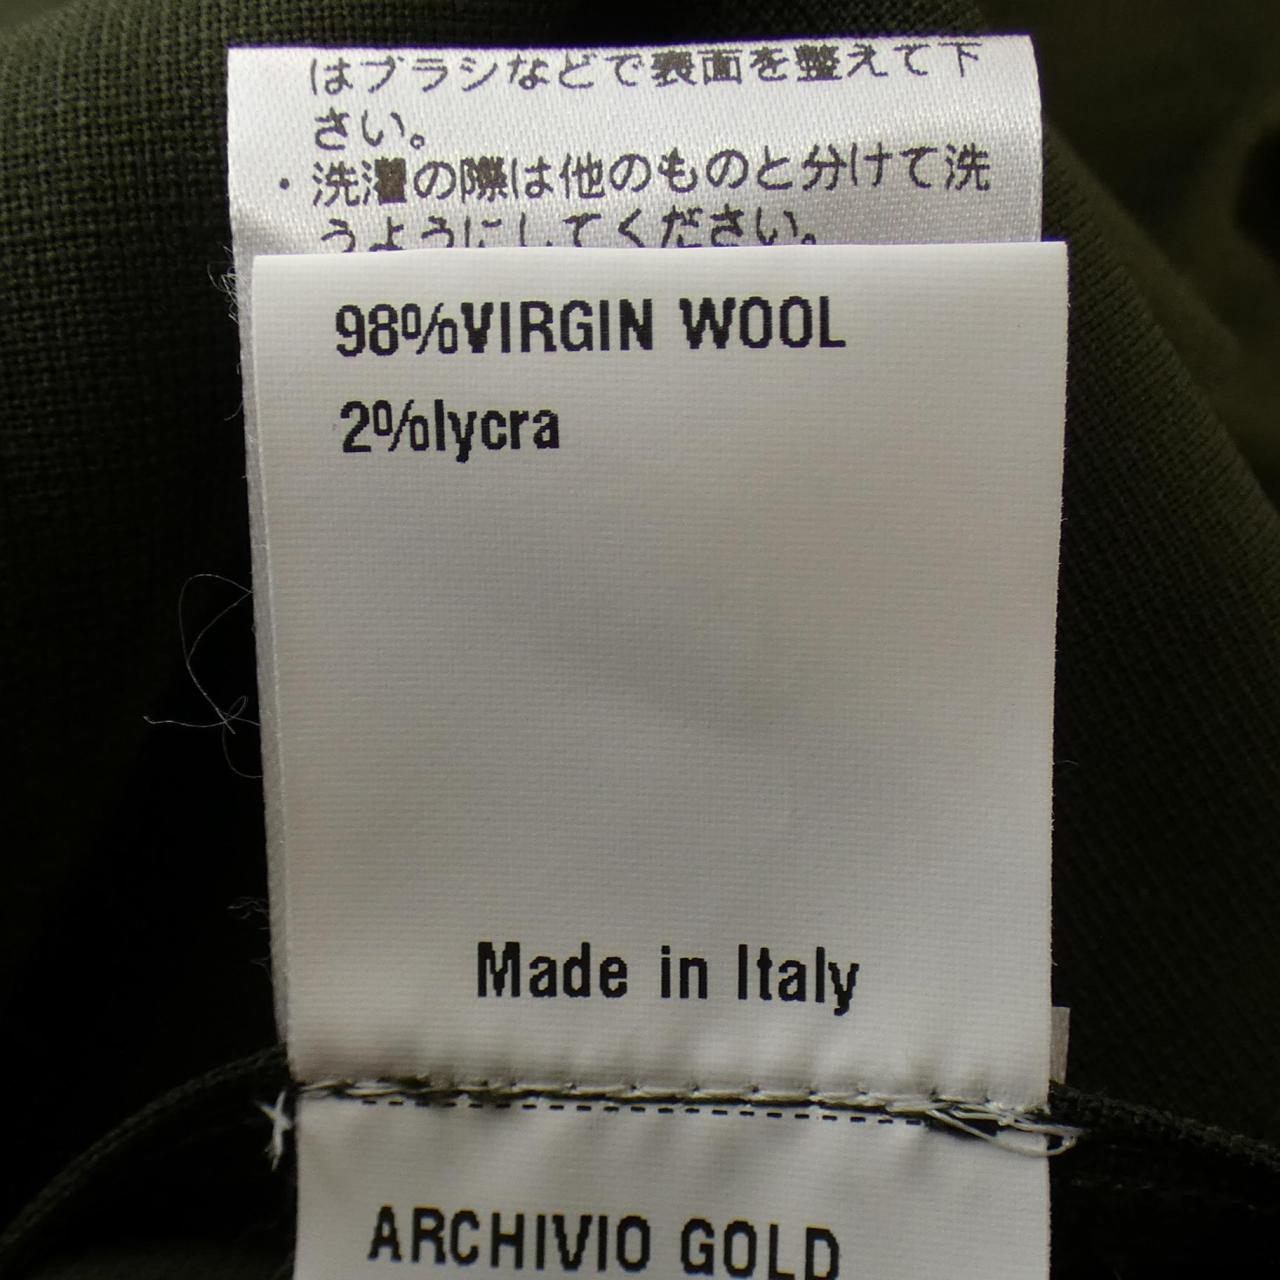 はブラシなどで表面を整えて下
さい。
・洗濯の際は他のものと分けて洗
うようにしてください。
98%VIRGIN WOOL
2%lycra
Made in Italy
ARCHIVIO GOLD